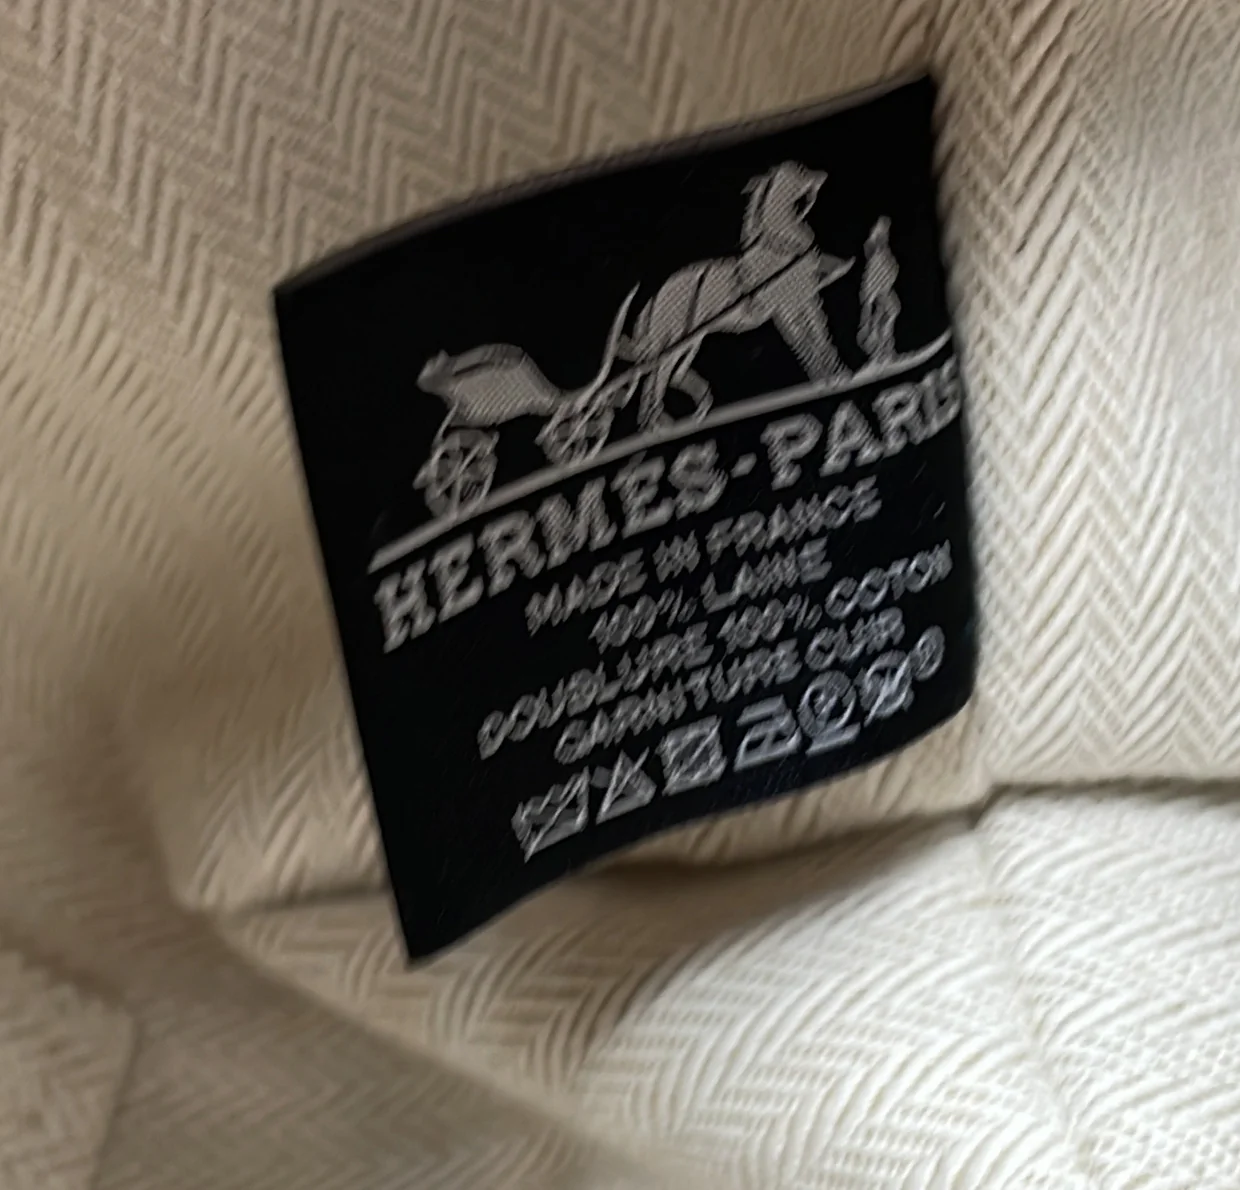 HERMÈS-PARIS
MADE IN FRANCE
100% LAINE
DOUBLURE 100% COTON
GARNITURE CUIR